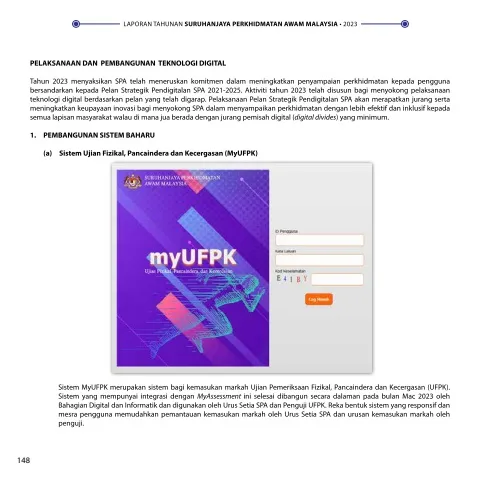 LAPORAN TAHUNAN SURUHANJAYA PERKHIDMATAN AWAM MALAYSIA • 2023
PELAKSANAAN DAN PEMBANGUNAN TEKNOLOGI DIGITAL
Tahun 2023 menyaksikan SPA telah meneruskan komitmen dalam meningkatkan penyampaian perkhidmatan kepada pengguna
bersandarkan kepada Pelan Strategik Pendigitalan SPA 2021-2025. Aktiviti tahun 2023 telah disusun bagi menyokong pelaksanaan
teknologi digital berdasarkan pelan yang telah digarap. Pelaksanaan Pelan Strategik Pendigitalan SPA akan merapatkan jurang serta
meningkatkan keupayaan inovasi bagi menyokong SPA dalam menyampaikan perkhidmatan dengan lebih efektif dan inklusif kepada
semua lapisan masyarakat walau di mana jua berada dengan jurang pemisah digital (digital divides) yang minimum.
1. PEMBANGUNAN SISTEM BAHARU
(a) Sistem Ujian Fizikal, Pancaindera dan Kecergasan (MyUFPK)
SURUHANJAYA PERKHIDMATAN
AWAM MALAYSIA
myUFPK
Ujian Fizikal, Pancaindera, dan Kecerdasan
ID Pengguna
Kata Laluan
Kod Keselamatan
E 4 1 8 Y
Log Masuk
Sistem MyUFPK merupakan sistem bagi kemasukan markah Ujian Pemeriksaan Fizikal, Pancaindera dan Kecergasan (UFPK).
Sistem yang mempunyai integrasi dengan MyAssessment ini selesai dibangun secara dalaman pada bulan Mac 2023 oleh
Bahagian Digital dan Informatik dan digunakan oleh Urus Setia SPA dan Penguji UFPK. Reka bentuk sistem yang responsif dan
mesra pengguna memudahkan pemantauan kemasukan markah oleh Urus Setia SPA dan urusan kemasukan markah oleh
penguji.
148